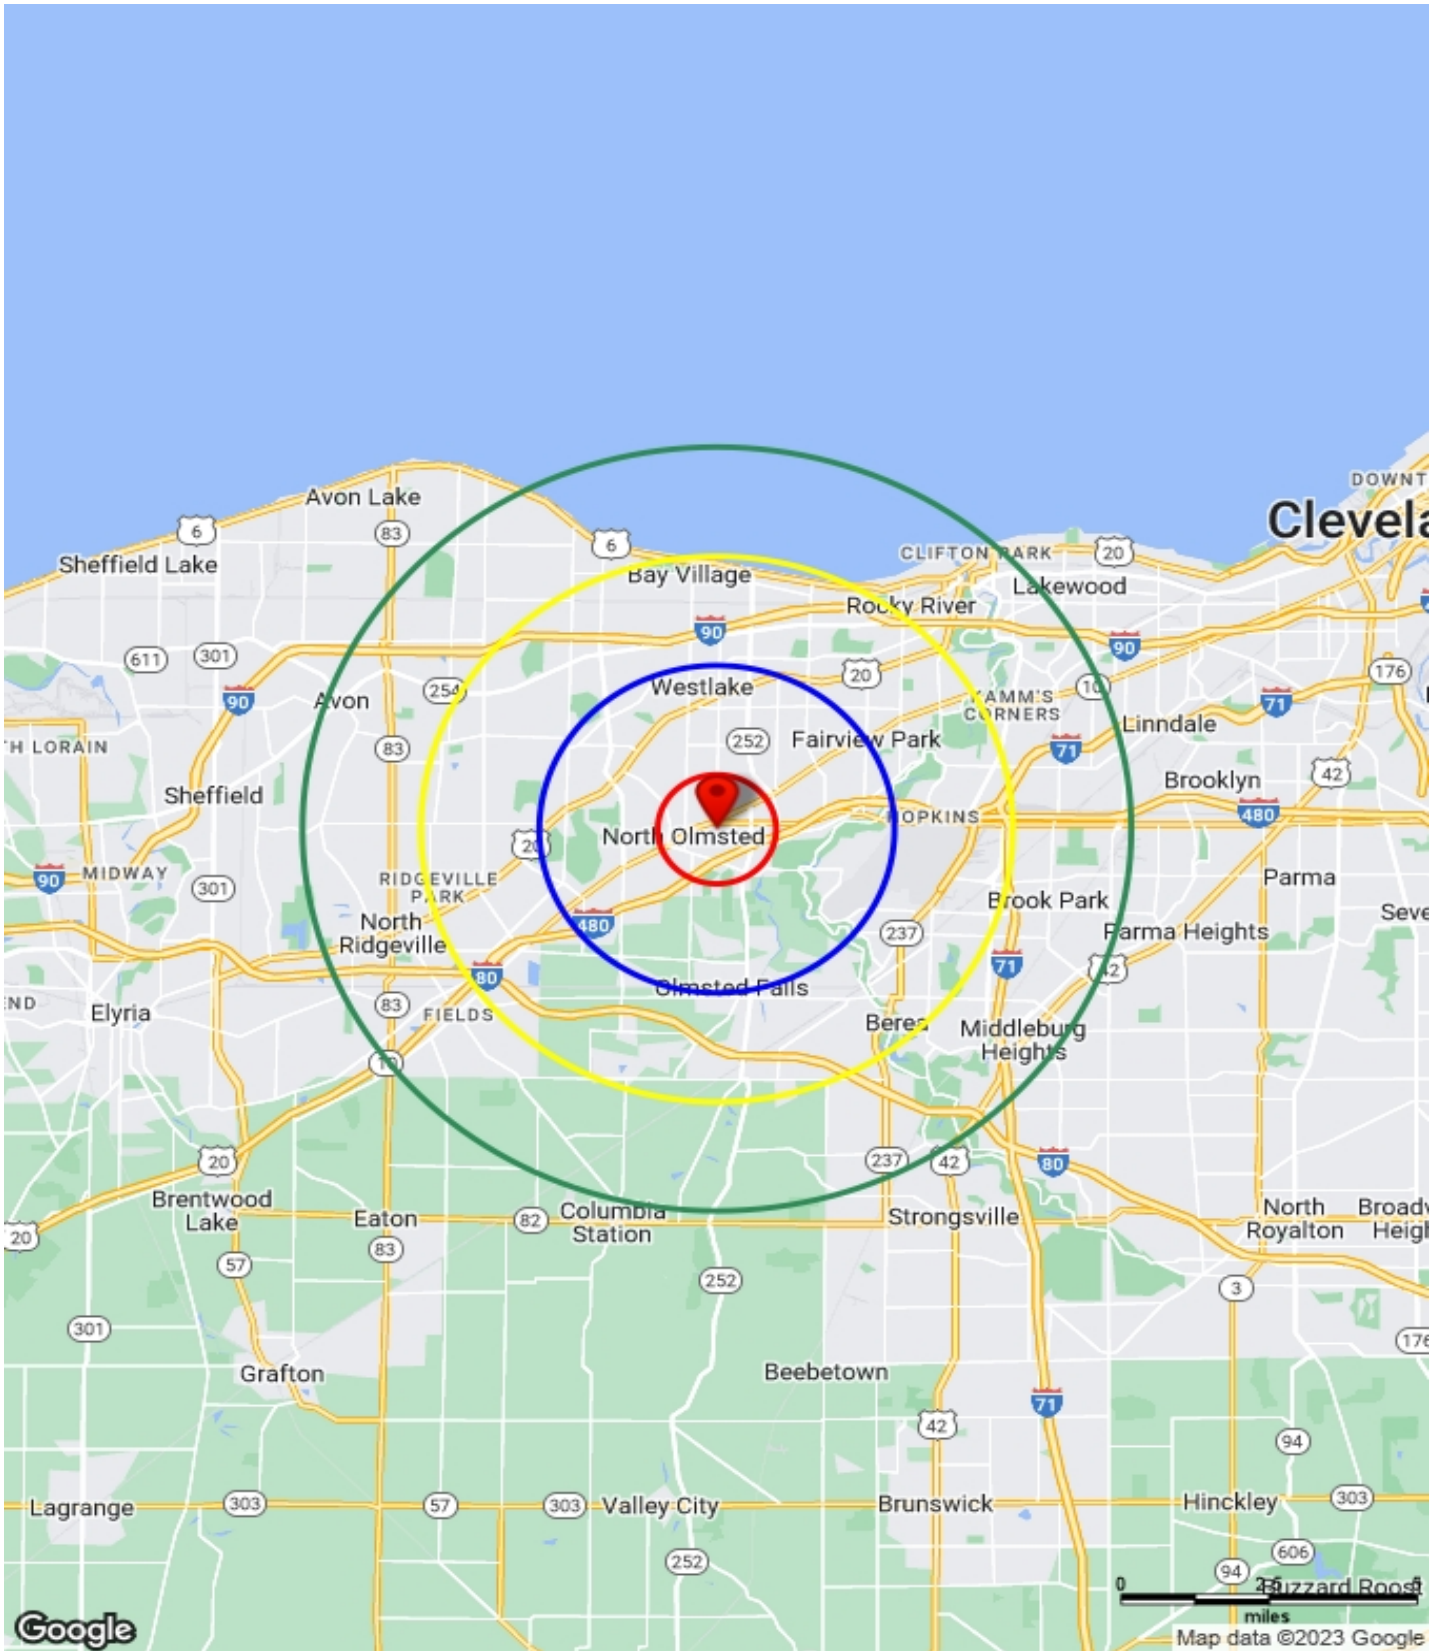 DOWNT
Clevela
Avon Lake
83
6
6
Sheffield Lake
CLIFTON PARK
20
Bay Village
Lakewood
Rocky River
90
90
611
301
20
176
254
Westlake
10
90
Avon
KAMM'S
CORNERS
71
Linndale
TH LORAIN
83
252
Fairview Park
71
42
Brooklyn
Sheffield
HOPKINS
480
North Olmsted
20
MIDWAY
90
301
RIDGEVILLE
PARK
Parma
Brook Park
North
Ridgeville
480
237
Parma Heights
Seve
71
42
80
Olmsted Falls
END
Elyria
83
FIELDS
Berea
Middleburg
Heights
10
20
237
42
80
Brentwood
Lake
Eaton
82
Columbia
Station
Strongsville
North
Royalton
Broadv
Heigh
20
83
57
252
3
301
176
Grafton
Beebetown
71
42
94
Lagrange
303
57
303
Valley City
Brunswick
Hinckley
303
252
606
94
0
2.5
5
Buzzard Roost
miles
Google
Map data ©2023 Google